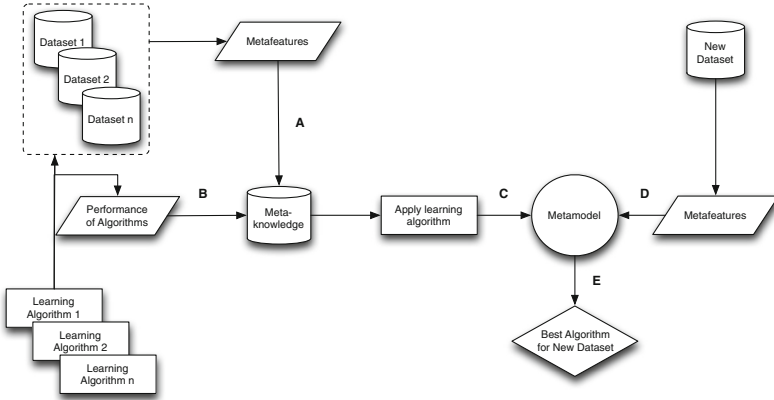 Dataset 1
Dataset 2
Dataset n
Metafeatures
New
Dataset
A
Performance
of Algorithms
B
Meta-
knowledge
Apply learning
algorithm
C
Metamodel
D
Metafeatures
E
Learning
Algorithm 1
Learning
Algorithm 2
Learning
Algorithm n
Best Algorithm
for New Dataset